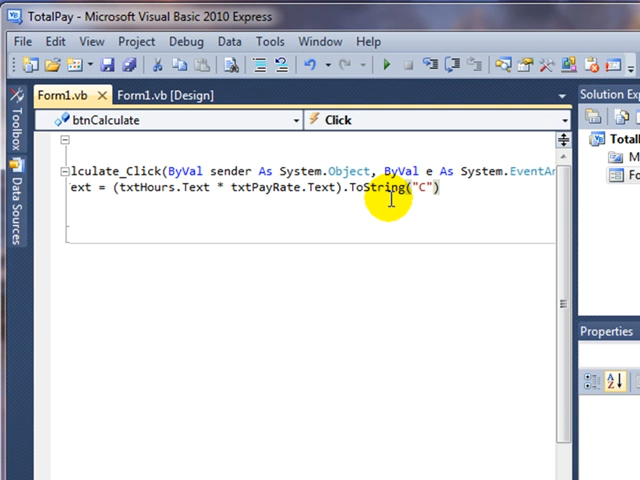 TotalPay - Microsoft Visual Basic 2010 Express
File Edit View Project Debug Data Tools Window Help
Form1.vb Form1.vb [Design]
Solution Exp
btnCalculate Click
Total
M
Fo
Toolbox
Data Sources
lculate_Click(ByVal sender As System.Object, ByVal e As System.EventAr
ext = (txtHours.Text * txtPayRate.Text).ToString("C")
Properties